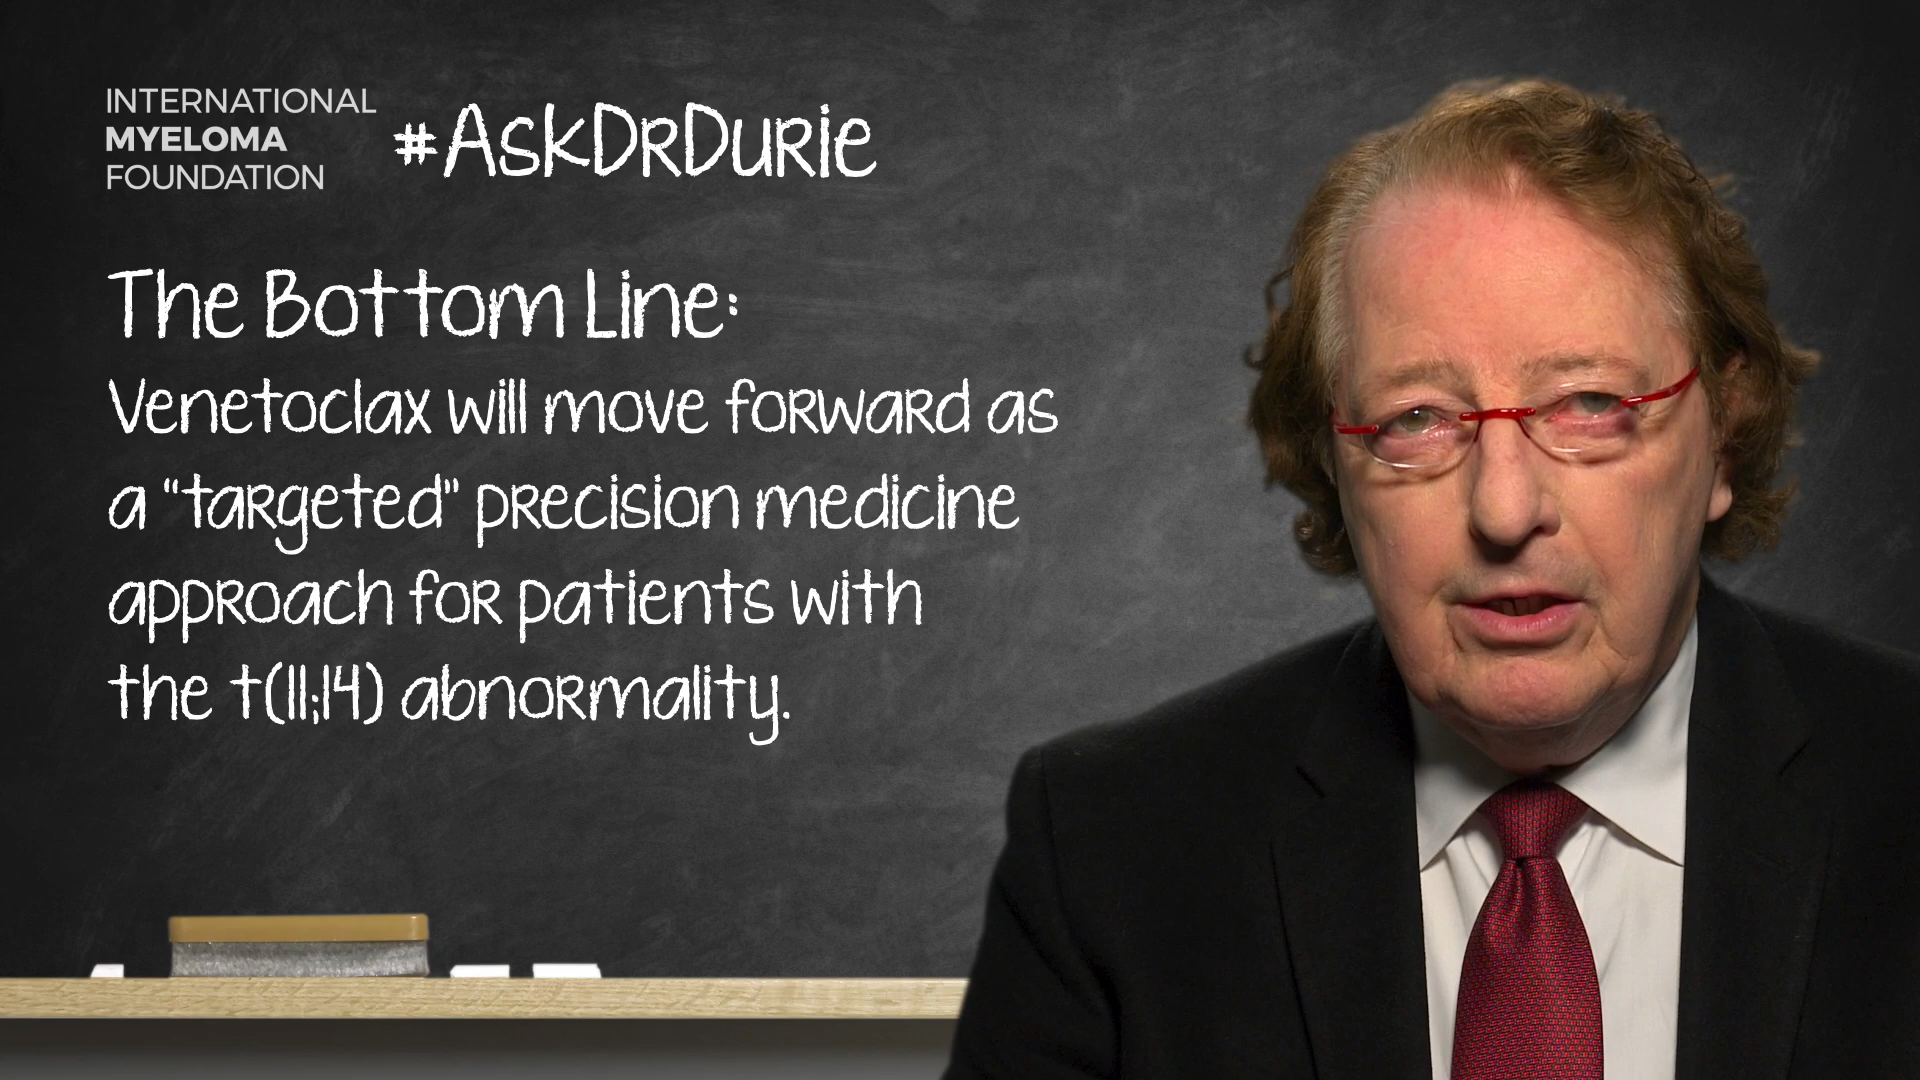 INTERNATIONAL
MYELOMA
FOUNDATION
#AskDrDurie
The Bottom Line:
Venetoclax will move forward as
a "targeted" precision medicine
approach for patients with
the t(11;14) abnormality.